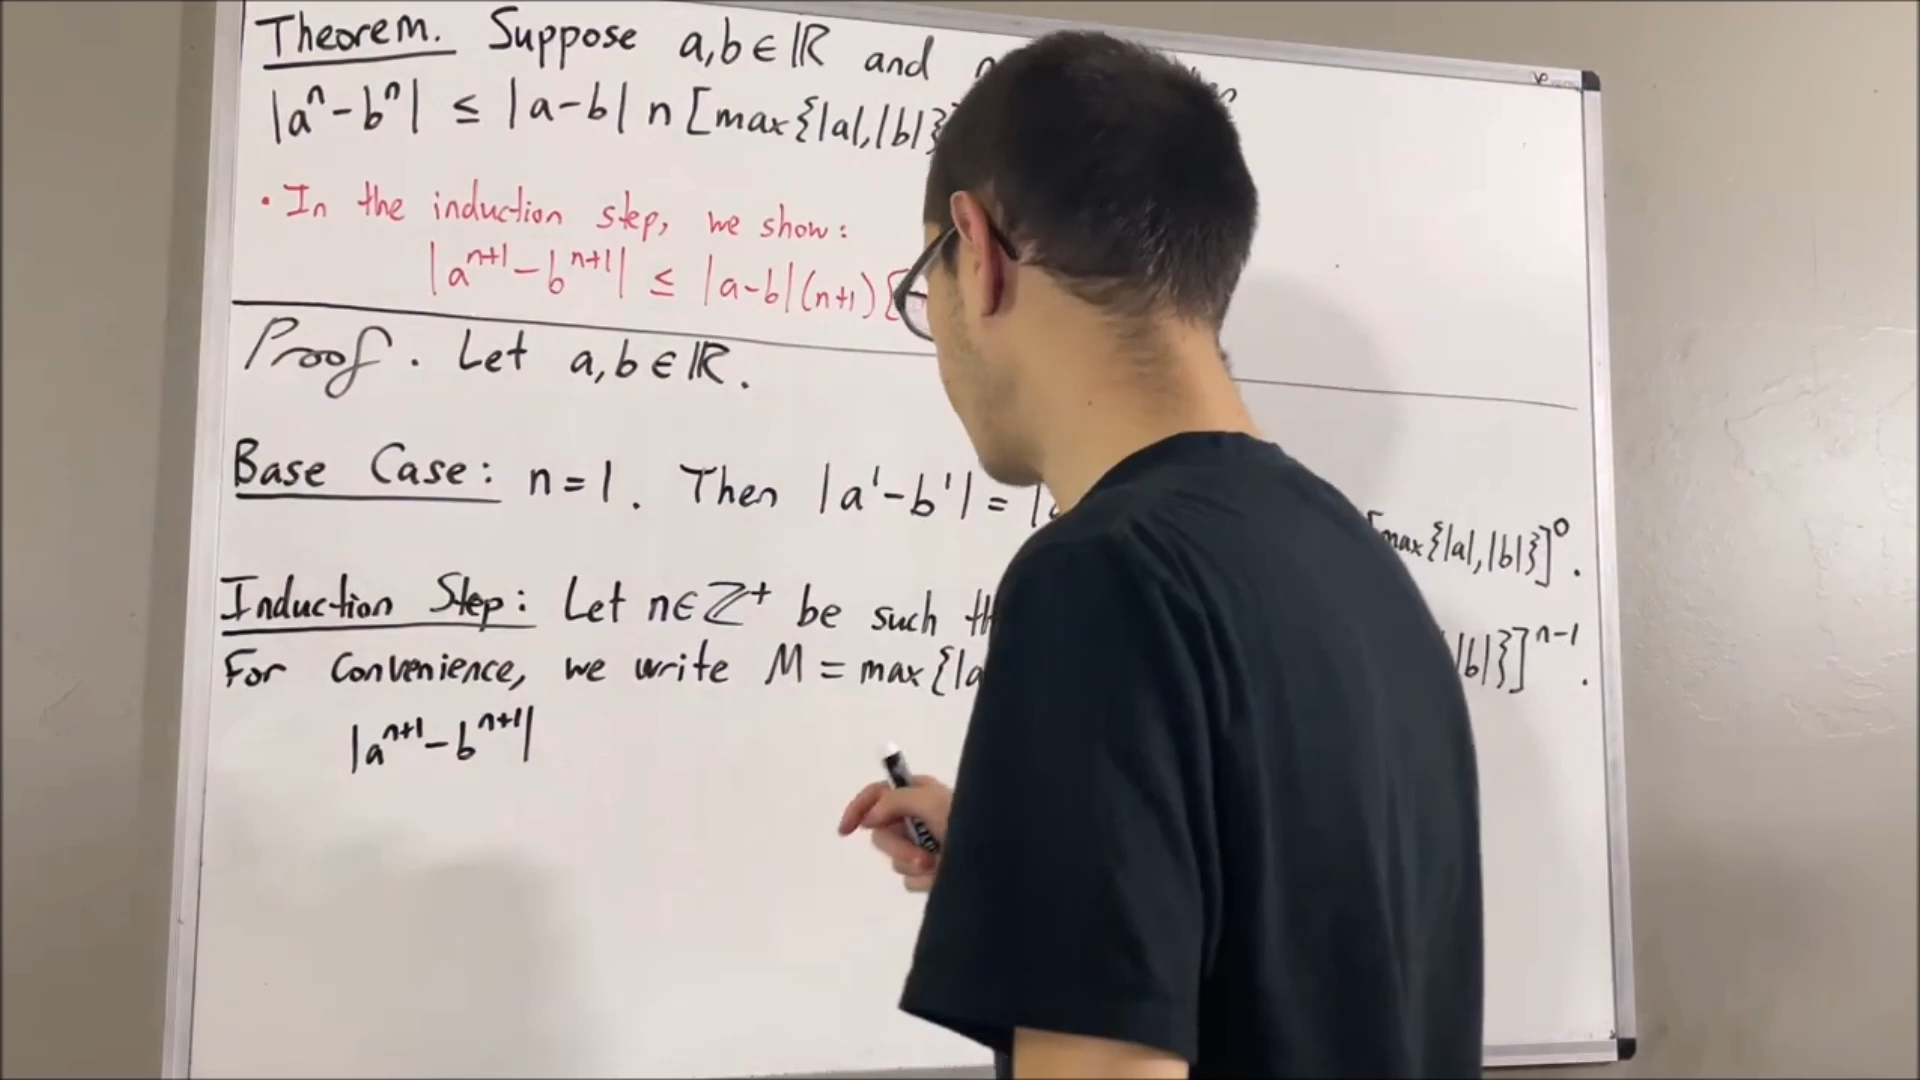 Theorem. Suppose a,b ∈ ℝ and
|aⁿ - bⁿ| ≤ |a-b| n [max{|a|,|b|}
• In the induction step, we show:
|aⁿ⁺¹ - bⁿ⁺¹| ≤ |a-b|(n+1)[
Proof. Let a,b ∈ ℝ.
Base Case: n=1. Then |a¹-b¹| = | max{|a|,|b|}]⁰.
Induction Step: Let n∈ℤ⁺ be such |b|}]ⁿ⁻¹.
For convenience, we write M = max{|a
|aⁿ⁺¹ - bⁿ⁺¹|